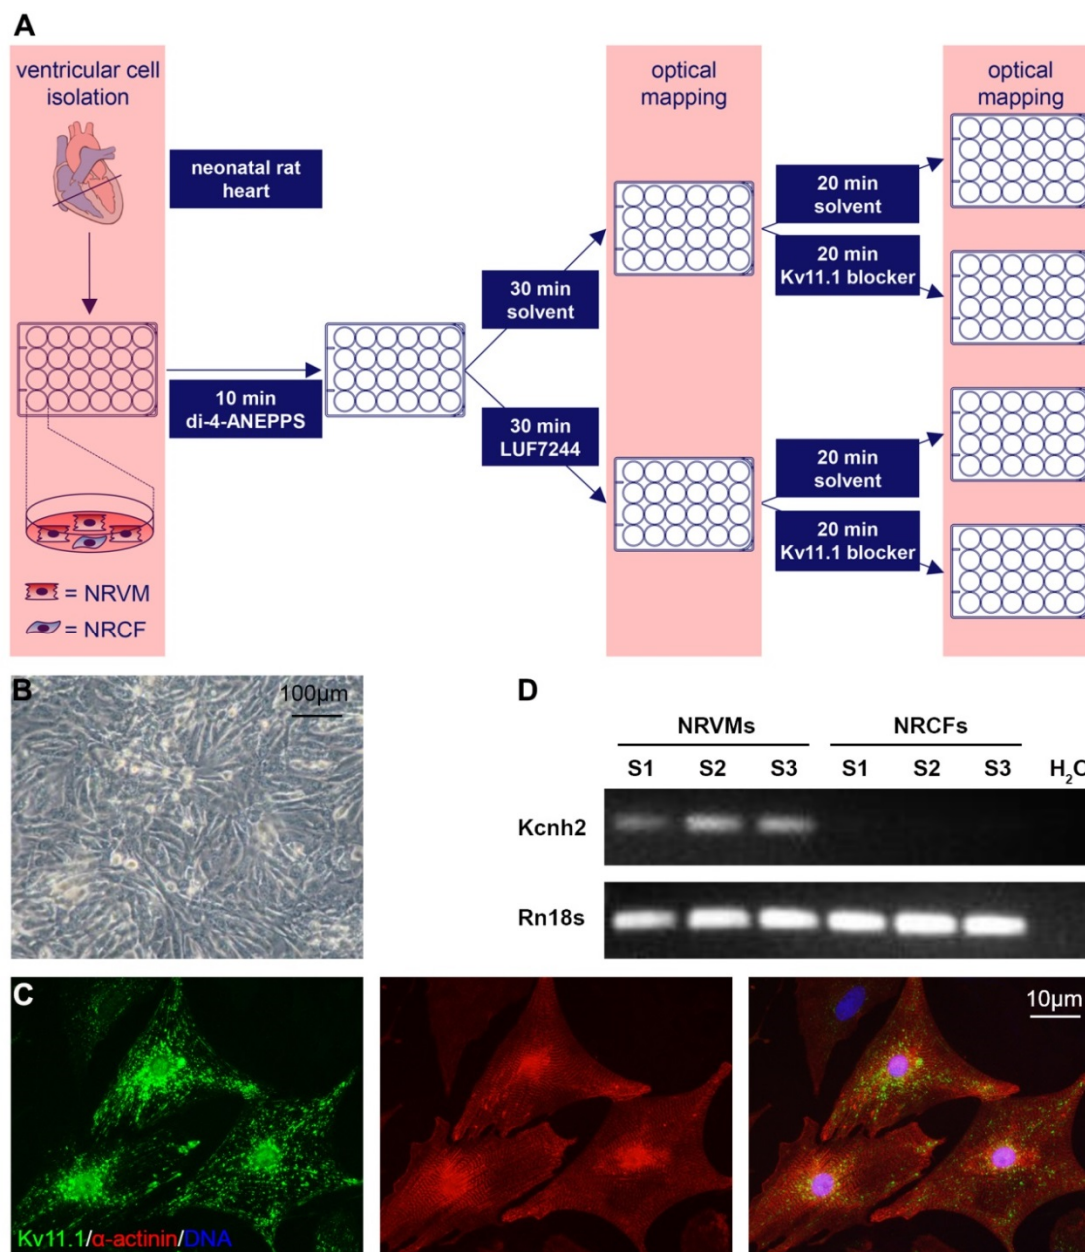 A
ventricular cell
isolation
neonatal rat
heart
10 min
di-4-ANEPPS
= NRVM
= NRCF
30 min
solvent
30 min
LUF7244
optical
mapping
20 min
solvent
20 min
Kv11.1 blocker
20 min
solvent
20 min
Kv11.1 blocker
optical
mapping
B
100µm
D
NRVMs NRCFs
S1 S2 S3 S1 S2 S3 H₂O
Kcnh2
Rn18s
C
10µm
Kv11.1/α-actinin/DNA